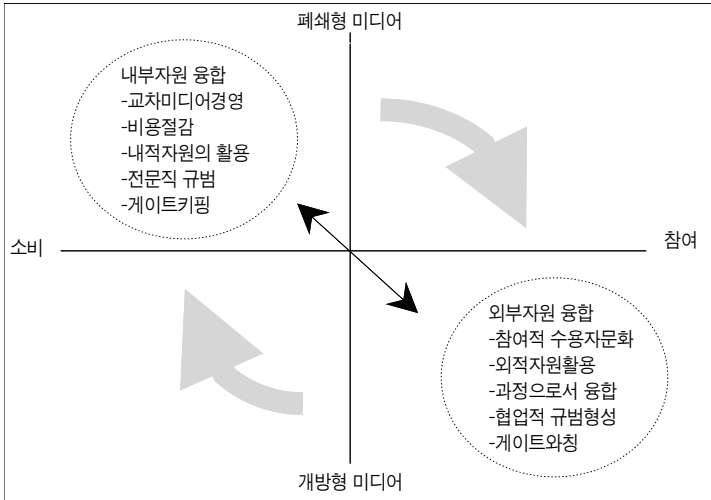 폐쇄형 미디어
내부자원 융합
-교차미디어경영
-비용절감
-내적자원의 활용
-전문직 규범
-게이트키핑
소비
참여
외부자원 융합
-참여적 수용자문화
-외적자원활용
-과정으로서 융합
-협업적 규범형성
-게이트와칭
개방형 미디어